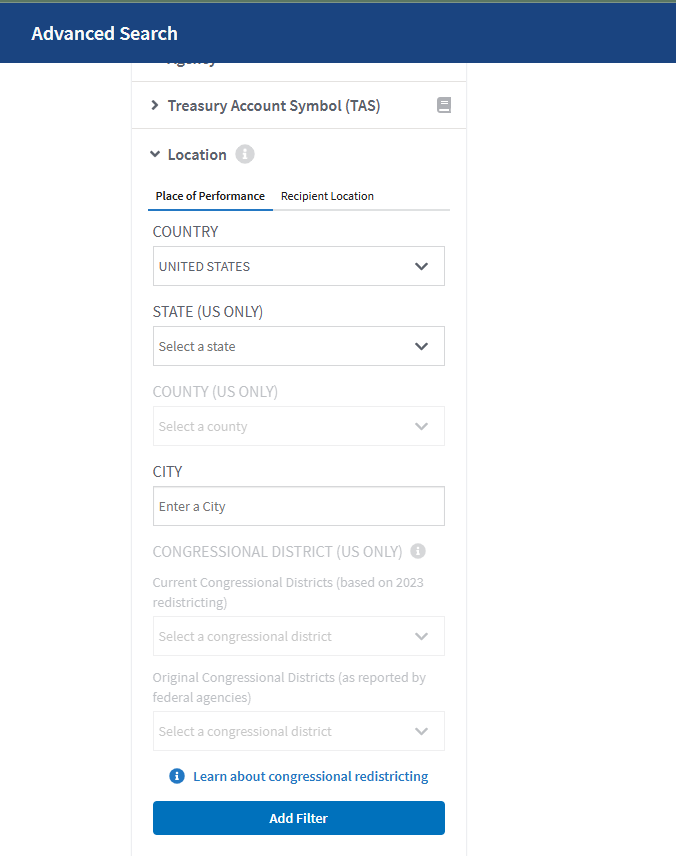 Advanced Search
Agency
Treasury Account Symbol (TAS)
Location
Place of Performance
Recipient Location
COUNTRY
UNITED STATES
STATE (US ONLY)
Select a state
COUNTY (US ONLY)
Select a county
CITY
Enter a City
CONGRESSIONAL DISTRICT (US ONLY)
Current Congressional Districts (based on 2023
redistricting)
Select a congressional district
Original Congressional Districts (as reported by
federal agencies)
Select a congressional district
Learn about congressional redistricting
Add Filter